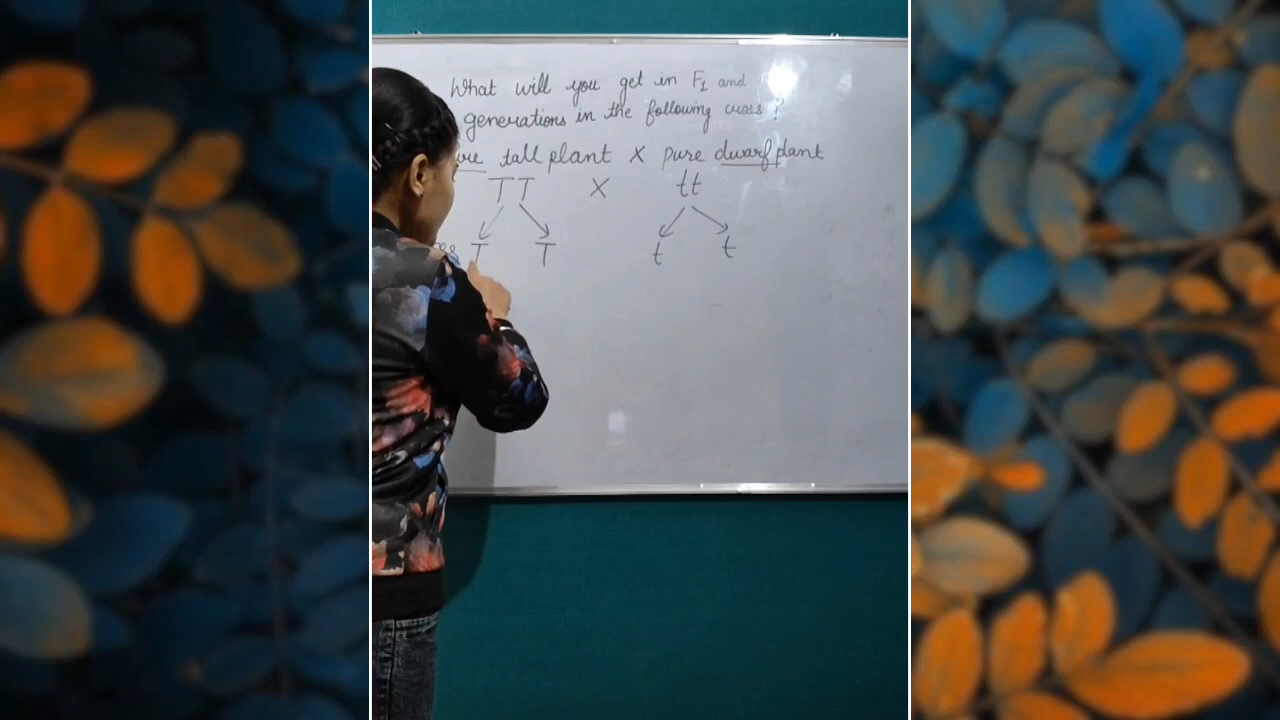 What will you get in F1 and
generations in the following cross ?
tall plant X pure dwarf plant
TT X tt
T T t t